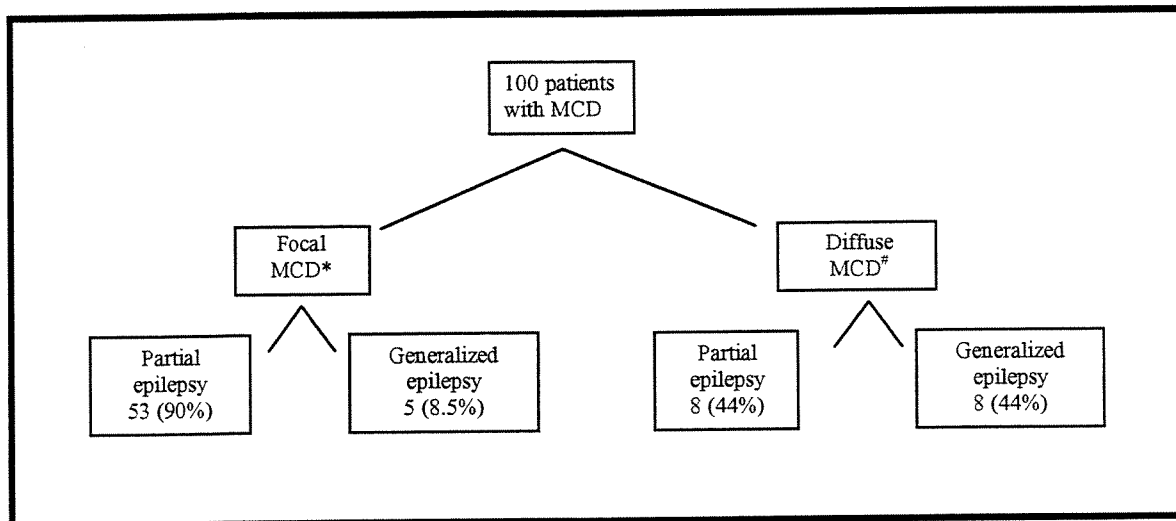 100 patients
with MCD
Focal
MCD*
Diffuse
MCD#
Partial
epilepsy
53 (90%)
Generalized
epilepsy
5 (8.5%)
Partial
epilepsy
8 (44%)
Generalized
epilepsy
8 (44%)